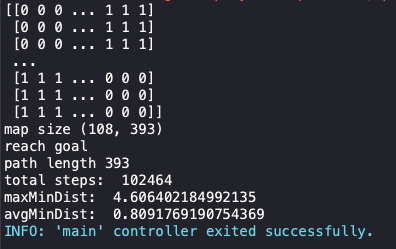 [[0 0 0 ... 1 1 1]
[0 0 0 ... 1 1 1]
[0 0 0 ... 1 1 1]
...
[1 1 1 ... 0 0 0]
[1 1 1 ... 0 0 0]
[1 1 1 ... 0 0 0]]
map size (108, 393)
reach goal
path length 393
total steps:  102464
maxMinDist:  4.606402184992135
avgMinDist:  0.8091769190754369
INFO: 'main' controller exited successfully.